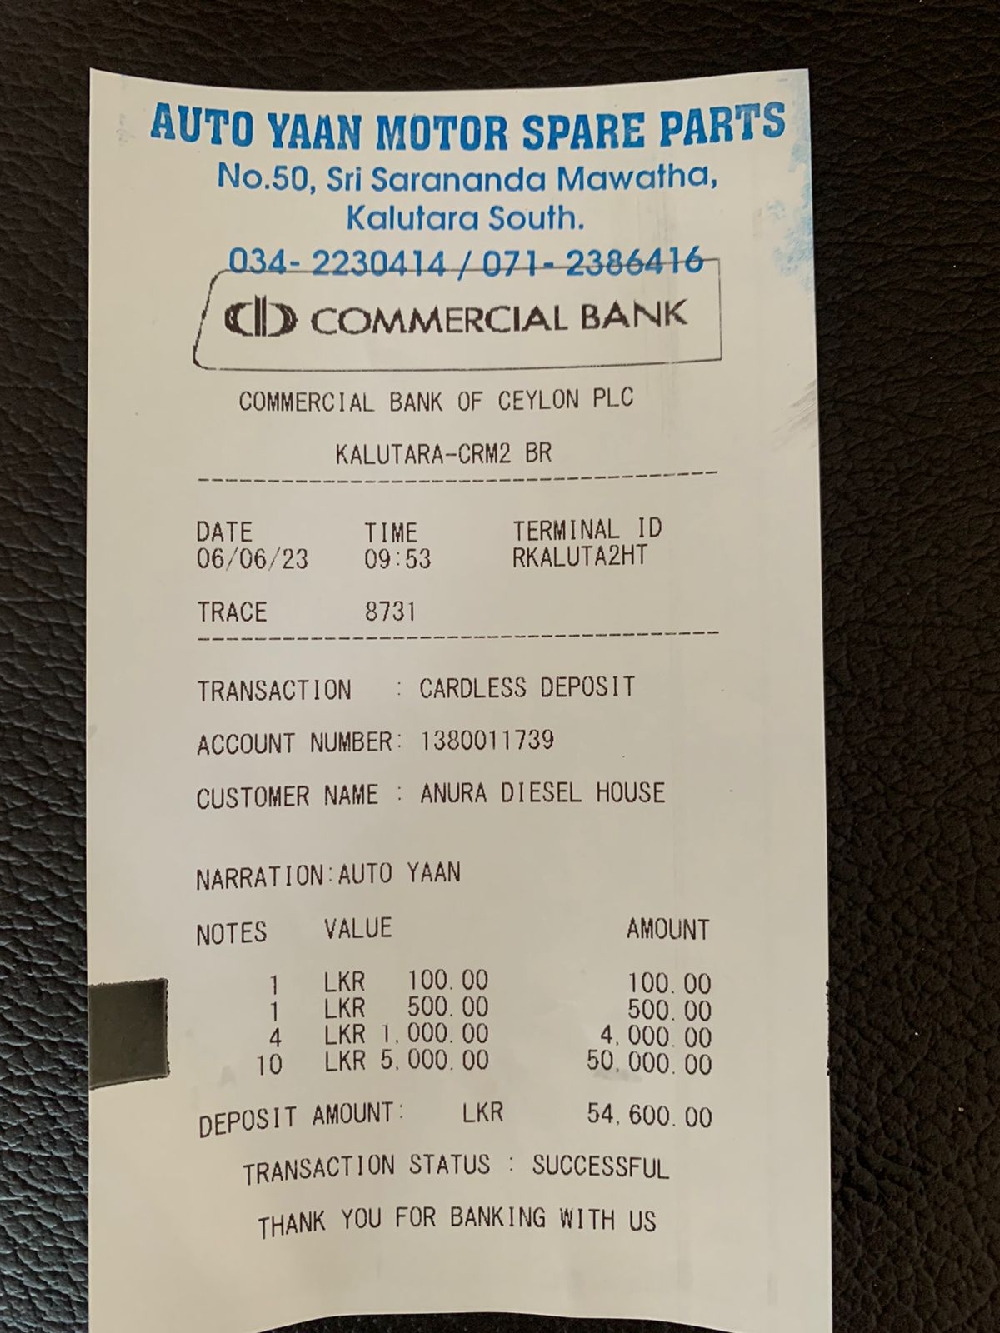 AUTO YAAN MOTOR SPARE PARTS
No.50, Sri Sarananda Mawatha,
Kalutara South.
034- 2230414 / 071- 2386416
COMMERCIAL BANK
COMMERCIAL BANK OF CEYLON PLC
KALUTARA-CRM2 BR
DATE TIME TERMINAL ID
06/06/23 09:53 RKALUTA2HT
TRACE 8731
TRANSACTION : CARDLESS DEPOSIT
ACCOUNT NUMBER: 1380011739
CUSTOMER NAME : ANURA DIESEL HOUSE
NARRATION:AUTO YAAN
NOTES VALUE AMOUNT
1 LKR 100.00 100.00
1 LKR 500.00 500.00
4 LKR 1,000.00 4,000.00
10 LKR 5,000.00 50,000.00
DEPOSIT AMOUNT: LKR 54,600.00
TRANSACTION STATUS : SUCCESSFUL
THANK YOU FOR BANKING WITH US